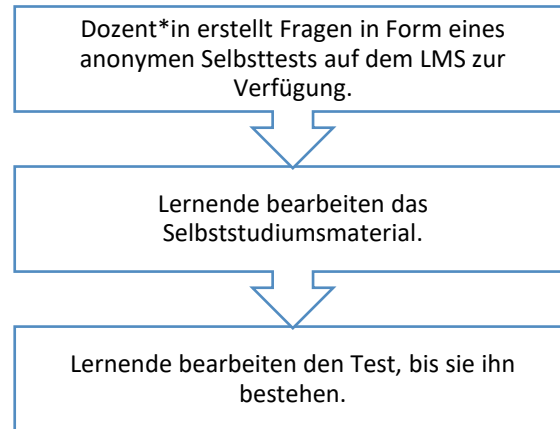 Dozent*in erstellt Fragen in Form eines
anonymen Selbsttests auf dem LMS zur
Verfügung.
Lernende bearbeiten das
Selbststudiumsmaterial.
Lernende bearbeiten den Test, bis sie ihn
bestehen.